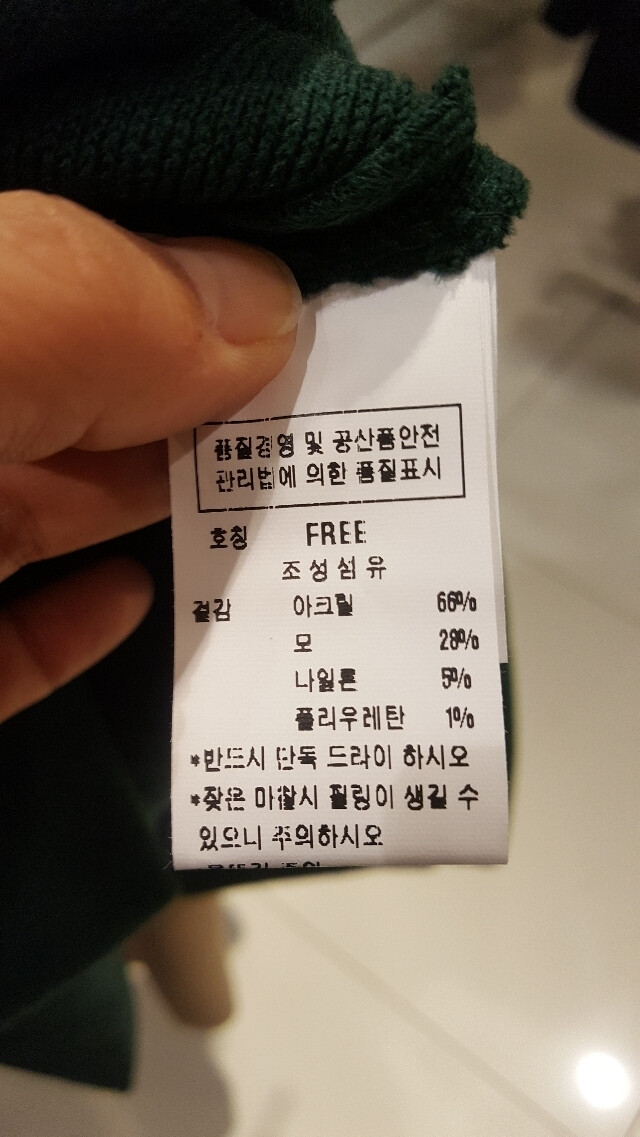 품질경영 및 공산품안전
관리법에 의한 품질표시
호칭 FREE
조성섬유
겉감 아크릴 66%
모 28%
나일론 5%
폴리우레탄 1%
*반드시 단독 드라이 하시오
*잦은 마찰시 필링이 생길 수
있으니 주의하시오